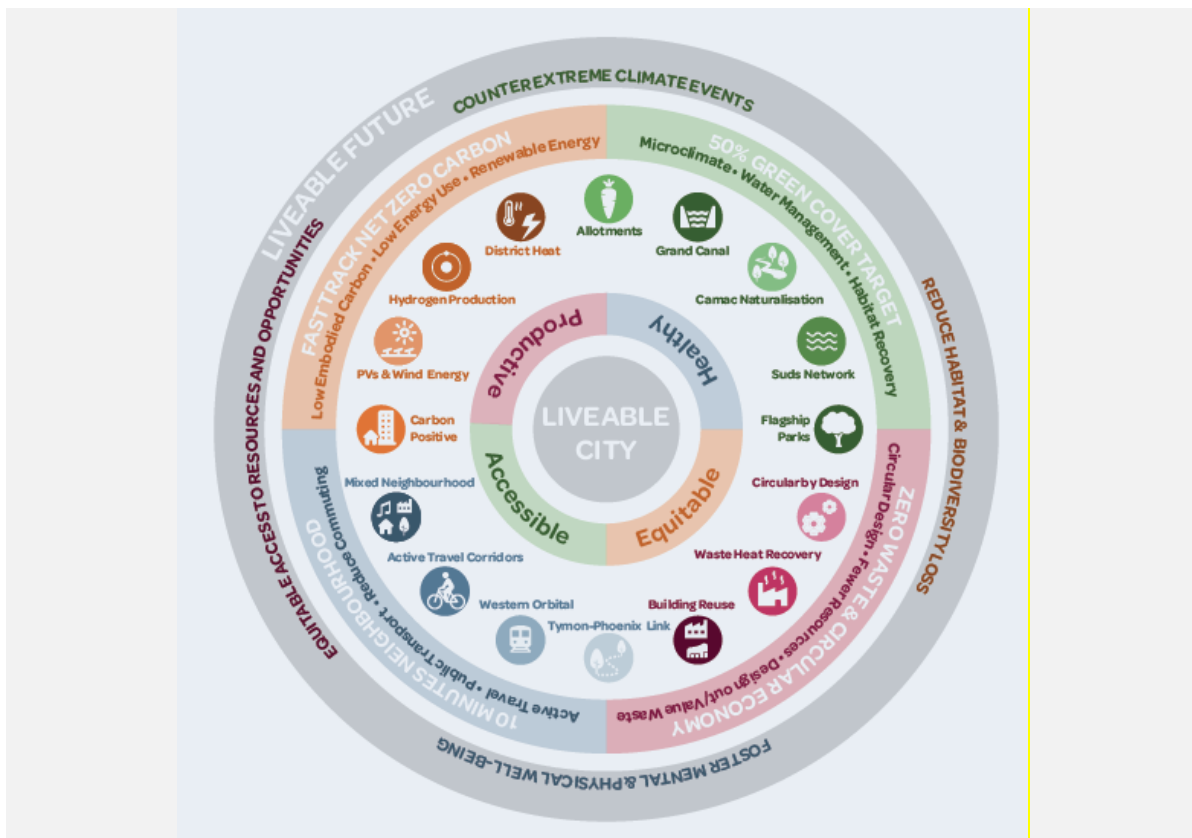 LIVEABLE FUTURE
COUNTER EXTREME CLIMATE EVENTS
REDUCE HABITAT & BIODIVERSITY LOSS
FOSTER MENTAL & PHYSICAL WELL-BEING
EQUITABLE ACCESS TO RESOURCES AND OPPORTUNITIES
FAST TRACK NET ZERO CARBON
Low Embodied Carbon • Low Energy Use • Renewable Energy
50% GREEN COVER TARGET
Microclimate • Water Management • Habitat Recovery
ZERO WASTE & CIRCULAR ECONOMY
Circular Design • Fewer Resources • Design out/Value Waste
10 MINUTES NEIGHBOURHOOD
Active Travel • Public Transport • Reduce Commuting
Allotments
Grand Canal
Camac Naturalisation
Suds Network
Flagship
Parks
Circular by Design
Waste Heat Recovery
Building Reuse
Tymon-Phoenix Link
Western Orbital
Active Travel Corridors
Mixed Neighbourhood
Carbon
Positive
PVs & Wind Energy
Hydrogen Production
District Heat
Productive
Healthy
Equitable
Accessible
LIVEABLE
CITY